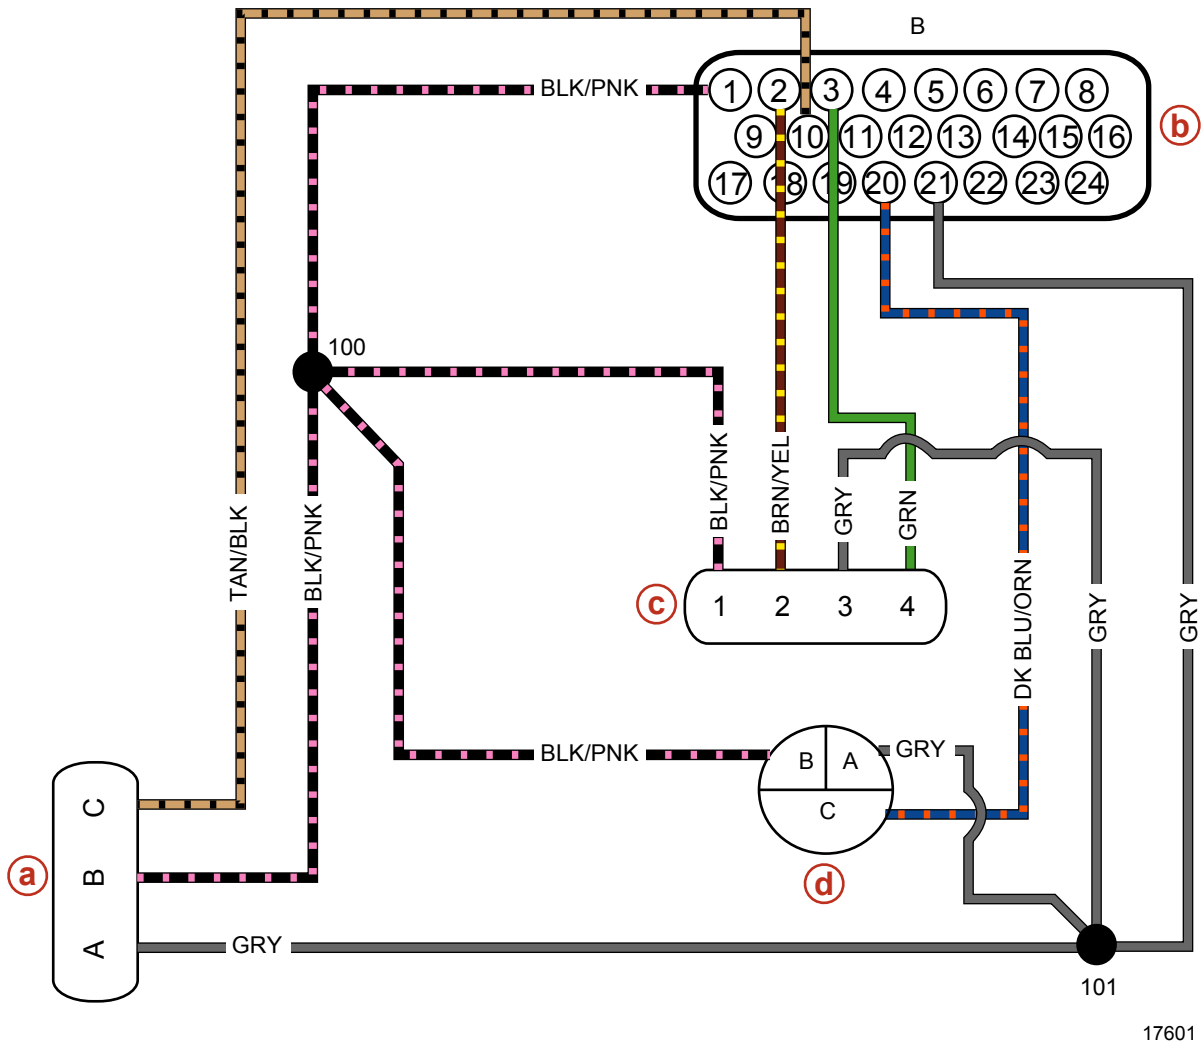 B
BLK/PNK
1 2 3 4 5 6 7 8
9 10 11 12 13 14 15 16
17 18 19 20 21 22 23 24
b
100
TAN/BLK
BLK/PNK
BLK/PNK
BRN/YEL
GRY
GRN
DK BLU/ORN
GRY
GRY
c
1 2 3 4
BLK/PNK
B A
C
GRY
d
a
C
B
A
GRY
101
17601